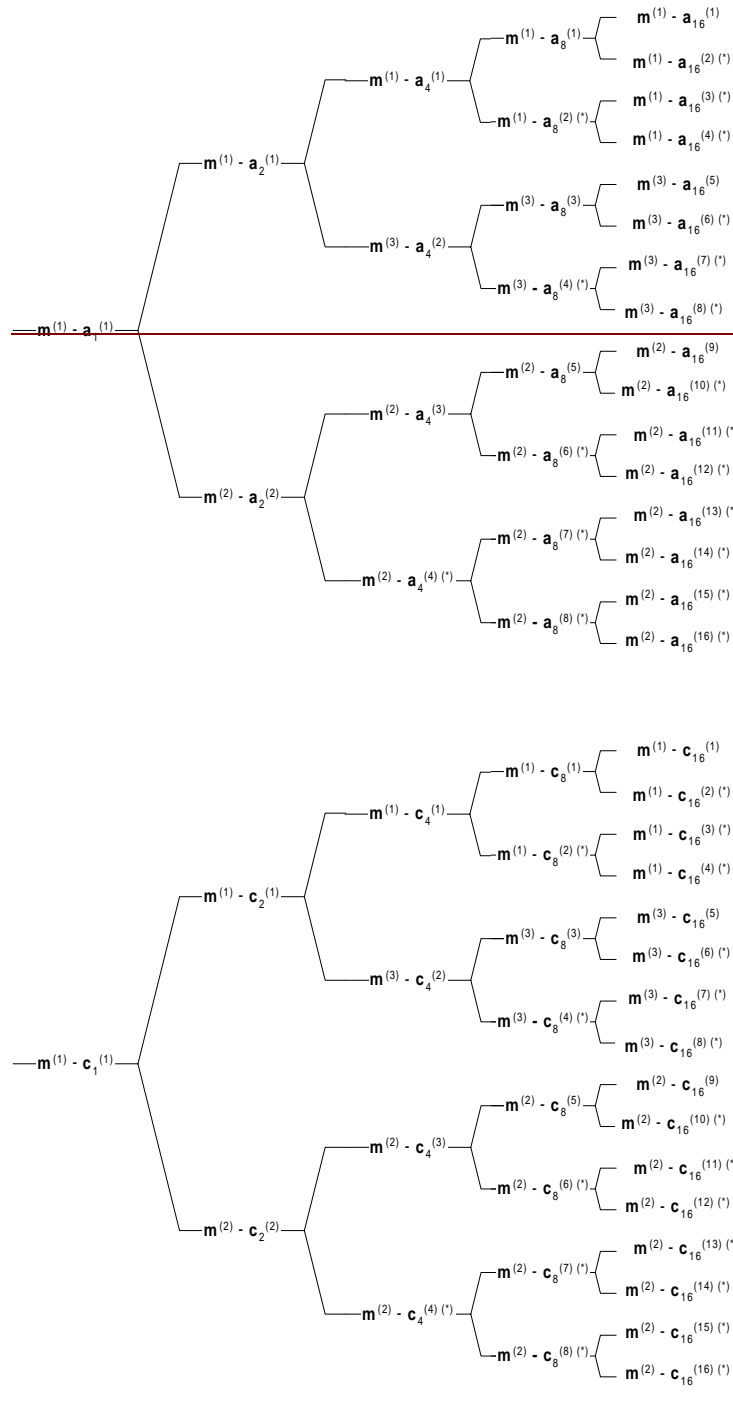 m(1) - a16(1)
m(1) - a8(1)
m(1) - a16(2) (*)
m(1) - a4(1)
m(1) - a16(3) (*)
m(1) - a8(2) (*)
m(1) - a16(4) (*)
m(1) - a2(1)
m(3) - a16(5)
m(3) - a8(3)
m(3) - a16(6) (*)
m(3) - a4(2)
m(3) - a16(7) (*)
m(3) - a8(4) (*)
m(3) - a16(8) (*)
m(1) - a1(1)
m(2) - a16(9)
m(2) - a8(5)
m(2) - a16(10) (*)
m(2) - a4(3)
m(2) - a16(11) (*
m(2) - a8(6) (*)
m(2) - a16(12) (*)
m(2) - a2(2)
m(2) - a16(13) (*
m(2) - a8(7) (*)
m(2) - a16(14) (*)
m(2) - a4(4) (*)
m(2) - a16(15) (*)
m(2) - a8(8) (*)
m(2) - a16(16) (*)
m(1) - c16(1)
m(1) - c8(1)
m(1) - c16(2) (*)
m(1) - c4(1)
m(1) - c16(3) (*)
m(1) - c8(2) (*)
m(1) - c16(4) (*)
m(1) - c2(1)
m(3) - c16(5)
m(3) - c8(3)
m(3) - c16(6) (*)
m(3) - c4(2)
m(3) - c16(7) (*)
m(3) - c8(4) (*)
m(3) - c16(8) (*)
m(1) - c1(1)
m(2) - c16(9)
m(2) - c8(5)
m(2) - c16(10) (*)
m(2) - c4(3)
m(2) - c16(11) (*
m(2) - c8(6) (*)
m(2) - c16(12) (*)
m(2) - c2(2)
m(2) - c16(13) (*
m(2) - c8(7) (*)
m(2) - c16(14) (*)
m(2) - c4(4) (*)
m(2) - c16(15) (*)
m(2) - c8(8) (*)
m(2) - c16(16) (*)